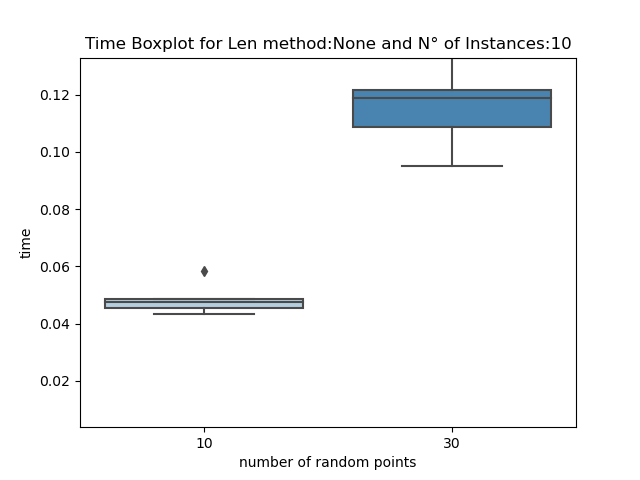 Time Boxplot for Len method:None and N° of Instances:10
0.12
0.10
0.08
0.06
0.04
0.02
time
10 30
number of random points